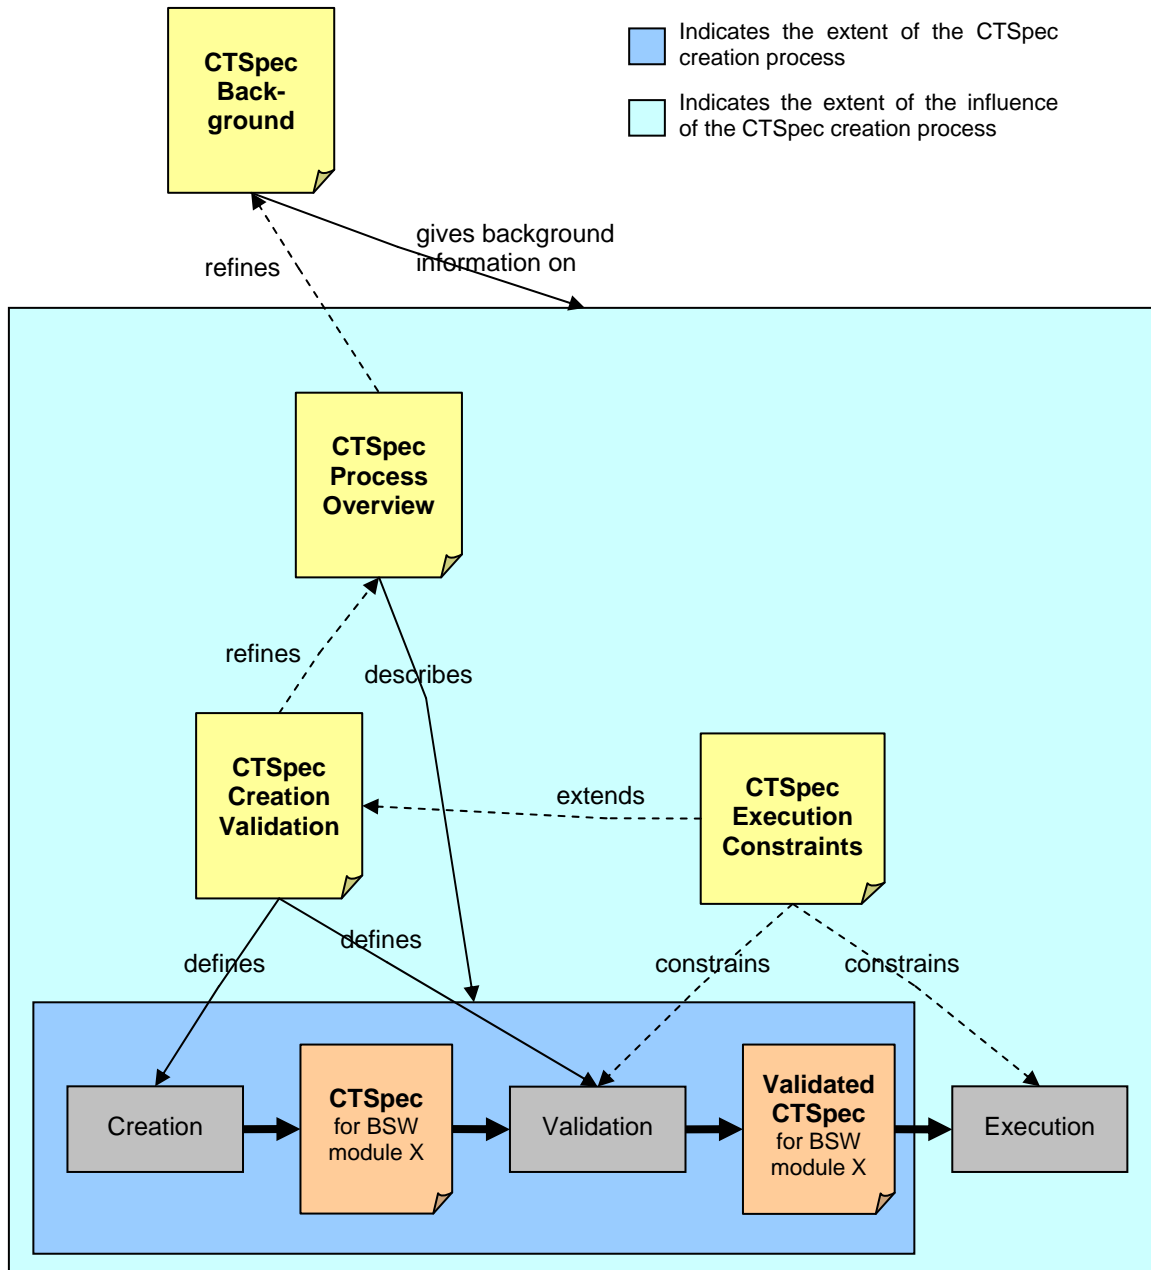 CTSpec
Back-
ground
Indicates the extent of the CTSpec
creation process
Indicates the extent of the influence
of the CTSpec creation process
gives background
information on
refines
CTSpec
Process
Overview
refines
describes
CTSpec
Creation
Validation
extends
CTSpec
Execution
Constraints
defines
defines
constrains
constrains
Creation
CTSpec
for BSW
module X
Validation
Validated
CTSpec
for BSW
module X
Execution